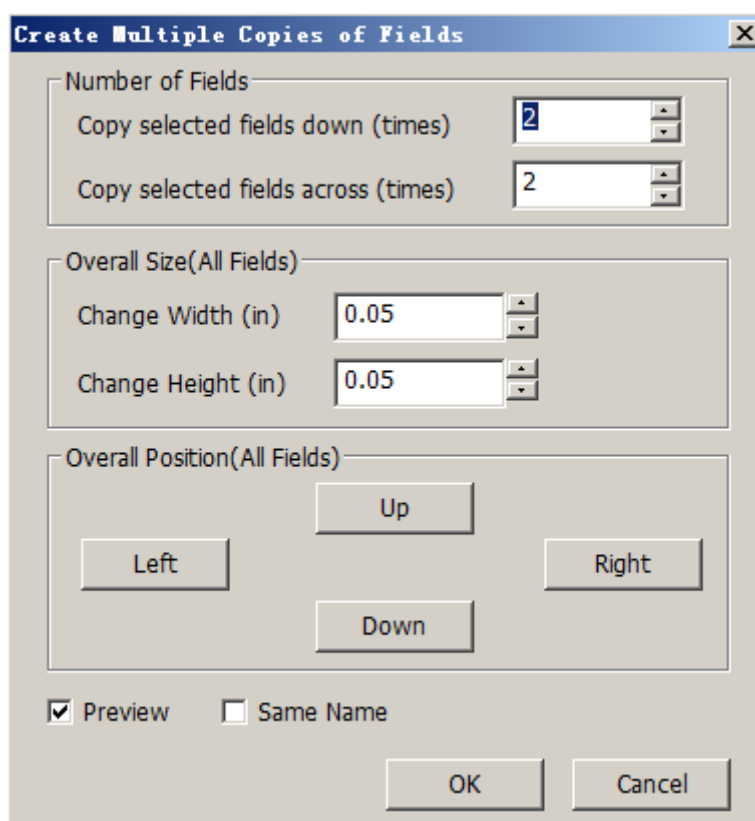 Create Multiple Copies of Fields
Number of Fields
Copy selected fields down (times) 2
Copy selected fields across (times) 2
Overall Size(All Fields)
Change Width (in) 0.05
Change Height (in) 0.05
Overall Position(All Fields)
Up
Left Right
Down
Preview Same Name
OK Cancel